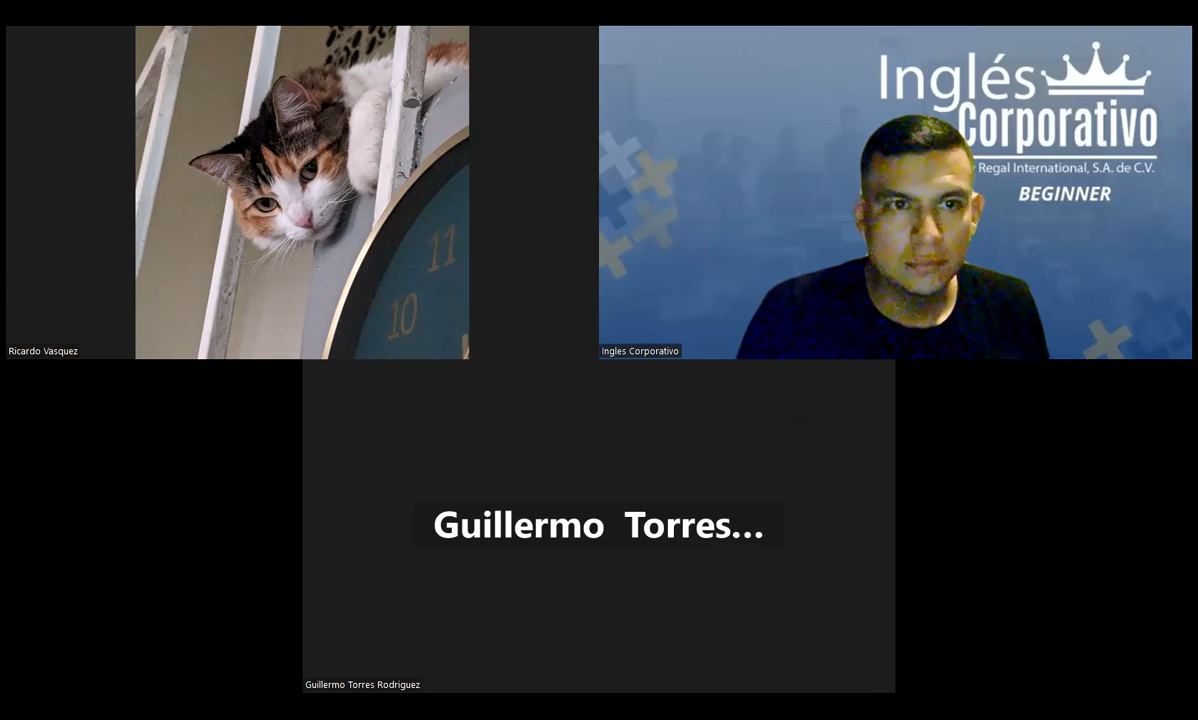 Inglés
Corporativo
y Regal International, S.A. de C.V.
BEGINNER
11
10
Ricardo Vasquez
Ingles Corporativo
Guillermo Torres...
Guillermo Torres Rodriguez